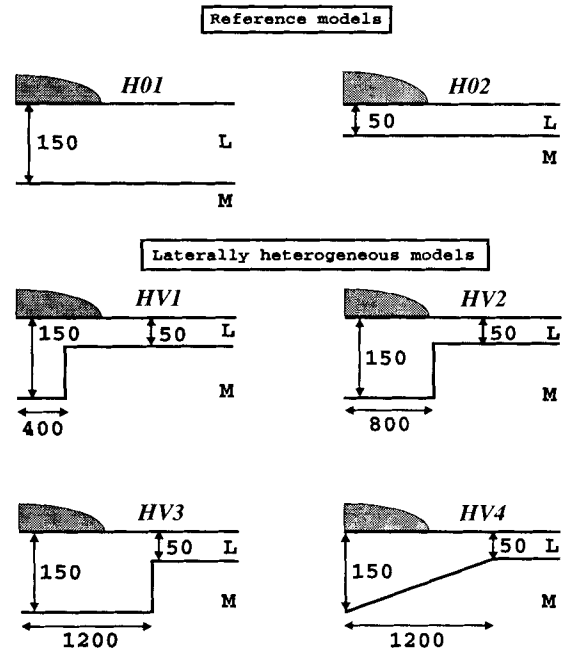 Reference models
H01 H02
150 L 50 L
M M
Laterally heterogeneous models
HV1 HV2
150 50 L 50 L
150
M M
400 800
HV3 HV4
50 L 50 L
150 150
M M
1200 1200